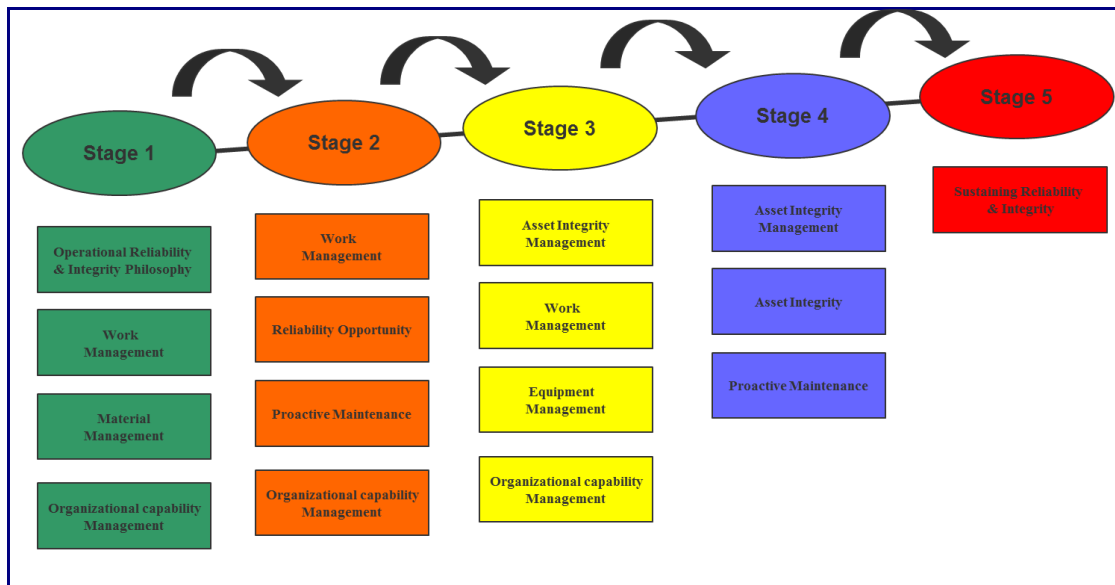 Stage 1
Stage 2
Stage 3
Stage 4
Stage 5
Operational Reliability
& Integrity Philosophy
Work
Management
Material
Management
Organizational capability
Management
Work
Management
Reliability Opportunity
Proactive Maintenance
Organizational capability
Management
Asset Integrity
Management
Work
Management
Equipment
Management
Organizational capability
Management
Asset Integrity
Management
Asset Integrity
Proactive Maintenance
Sustaining Reliability
& Integrity